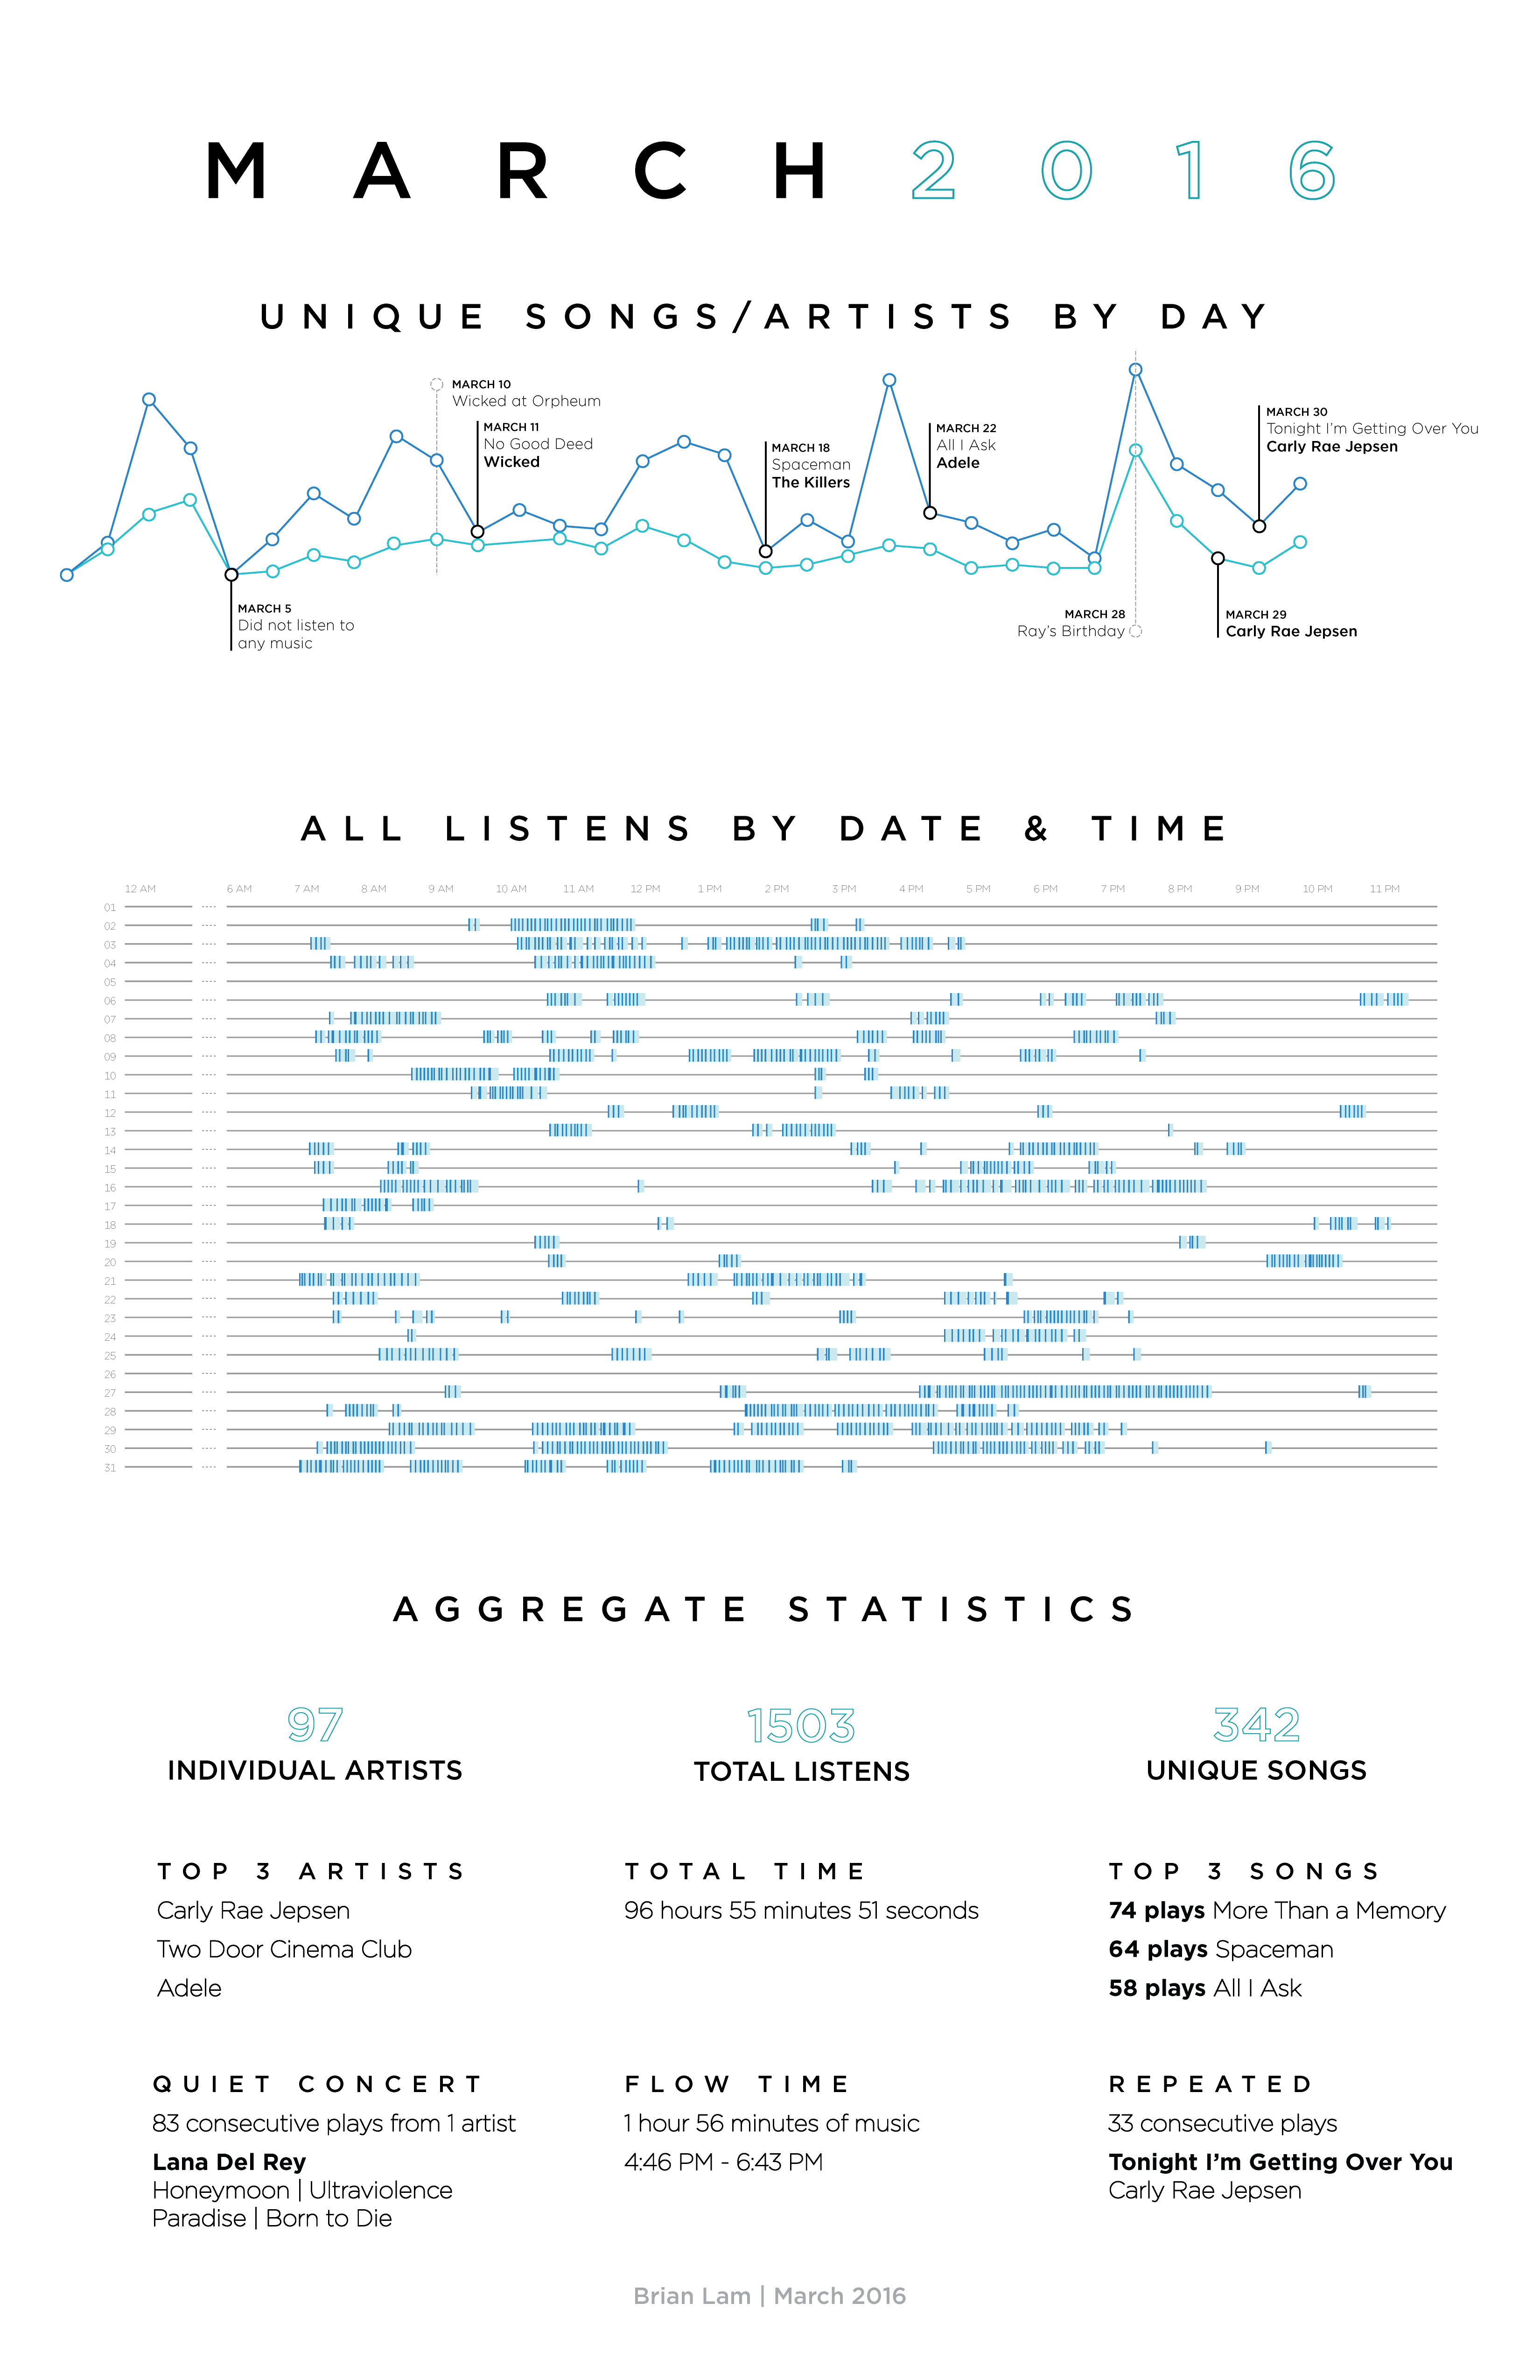 MARCH 2016
UNIQUE SONGS/ARTISTS BY DAY
MARCH 10
Wicked at Orpheum
MARCH 11
No Good Deed
Wicked
MARCH 18
Spaceman
The Killers
MARCH 22
All I Ask
Adele
MARCH 30
Tonight I'm Getting Over You
Carly Rae Jepsen
MARCH 5
Did not listen to
any music
MARCH 28
Ray's Birthday
MARCH 29
Carly Rae Jepsen
ALL LISTENS BY DATE & TIME
12 AM 6 AM 7 AM 8 AM 9 AM 10 AM 11 AM 12 PM 1 PM 2 PM 3 PM 4 PM 5 PM 6 PM 7 PM 8 PM 9 PM 10 PM 11 PM
01
02
03
04
05
06
07
08
09
10
11
12
13
14
15
16
17
18
19
20
21
22
23
24
25
26
27
28
29
30
31
AGGREGATE STATISTICS
97
INDIVIDUAL ARTISTS
1503
TOTAL LISTENS
342
UNIQUE SONGS
TOP 3 ARTISTS
Carly Rae Jepsen
Two Door Cinema Club
Adele
TOTAL TIME
96 hours 55 minutes 51 seconds
TOP 3 SONGS
74 plays More Than a Memory
64 plays Spaceman
58 plays All I Ask
QUIET CONCERT
83 consecutive plays from 1 artist
Lana Del Rey
Honeymoon | Ultraviolence
Paradise | Born to Die
FLOW TIME
1 hour 56 minutes of music
4:46 PM - 6:43 PM
REPEATED
33 consecutive plays
Tonight I'm Getting Over You
Carly Rae Jepsen
Brian Lam | March 2016